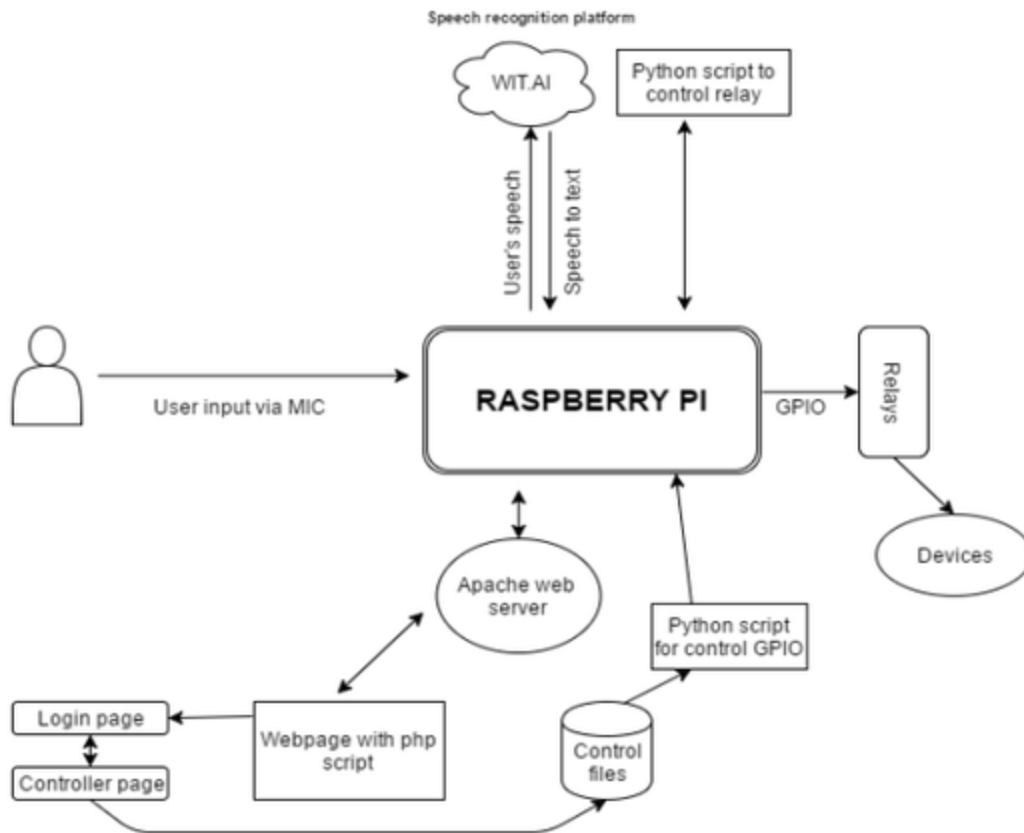 Speech recognition platform
WIT.AI
Python script to
control relay
User's speech
Speech to text
User input via MIC
RASPBERRY PI
GPIO
Relays
Devices
Apache web
server
Python script
for control GPIO
Login page
Webpage with php
script
Control
files
Controller page